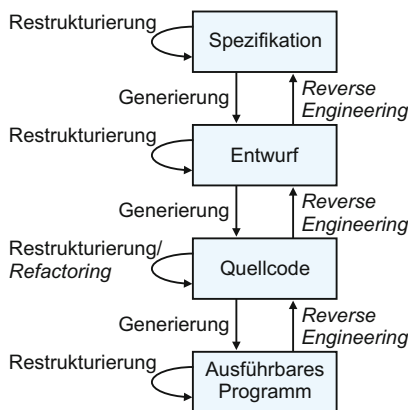 Restrukturierung
Spezifikation
Generierung
Reverse
Engineering
Restrukturierung
Entwurf
Generierung
Reverse
Engineering
Restrukturierung/
Refactoring
Quellcode
Generierung
Reverse
Engineering
Restrukturierung
Ausführbares
Programm